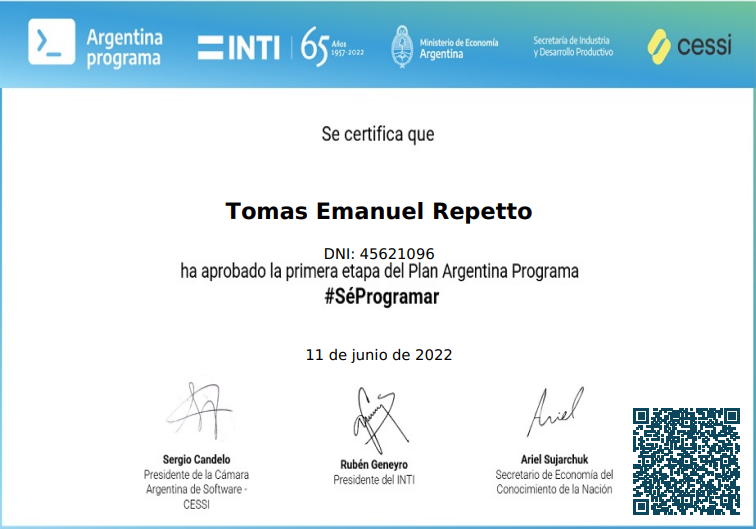 Argentina
programa
INTI
65 Años
1957-2022
Ministerio de Economía
Argentina
Secretaría de Industria
y Desarrollo Productivo
cessi
Se certifica que
Tomas Emanuel Repetto
DNI: 45621096
ha aprobado la primera etapa del Plan Argentina Programa
#SéProgramar
11 de junio de 2022
Ariel
Sergio Candelo
Presidente de la Cámara
Argentina de Software -
CESSI
Rubén Geneyro
Presidente del INTI
Ariel Sujarchuk
Secretario de Economía del
Conocimiento de la Nación